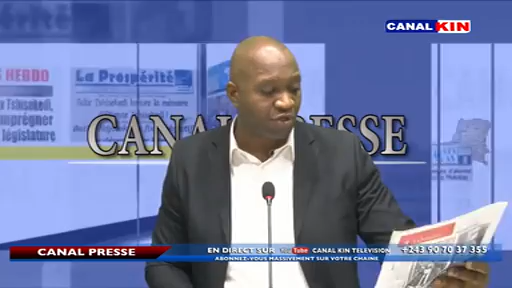 CANAL KIN
S HEBDO
La Prospérité
Tshisekedi,
imprégner
législature
CANAL PRESSE
CANAL PRESSE
EN DIRECT SUR YouTube CANAL KIN TELEVISION
ABONNEZ-VOUS MASSIVEMENT SUR VOTRE CHAINE
+243 90 70 37 355